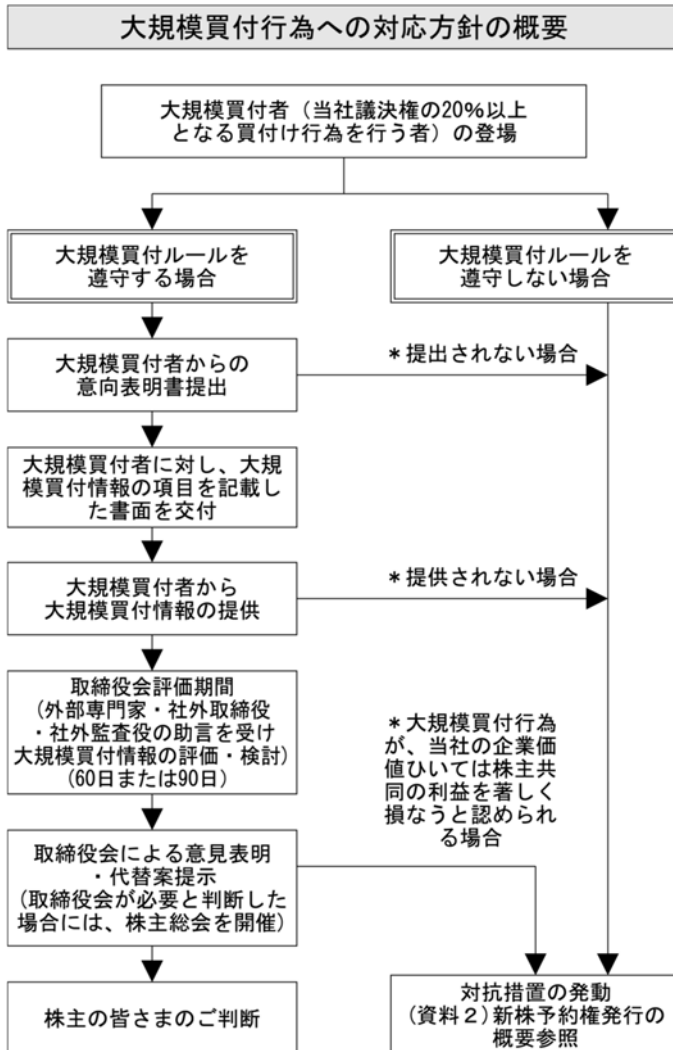 大規模買付行為への対応方針の概要
大規模買付者（当社議決権の20%以上
となる買付け行為を行う者）の登場
大規模買付ルールを
遵守する場合
大規模買付ルールを
遵守しない場合
大規模買付者からの
意向表明書提出
＊提出されない場合
大規模買付者に対し、大規
模買付情報の項目を記載し
た書面を交付
大規模買付者から
大規模買付情報の提供
＊提供されない場合
取締役会評価期間
(外部専門家・社外取締役
・社外監査役の助言を受け
大規模買付情報の評価・検討)
(60日または90日)
＊大規模買付行為
が、当社の企業価
値ひいては株主共
同の利益を著しく
損なうと認められ
る場合
取締役会による意見表明
・代替案提示
(取締役会が必要と判断した
場合には、株主総会を開催)
株主の皆さまのご判断
対抗措置の発動
(資料２)新株予約権発行の
概要参照